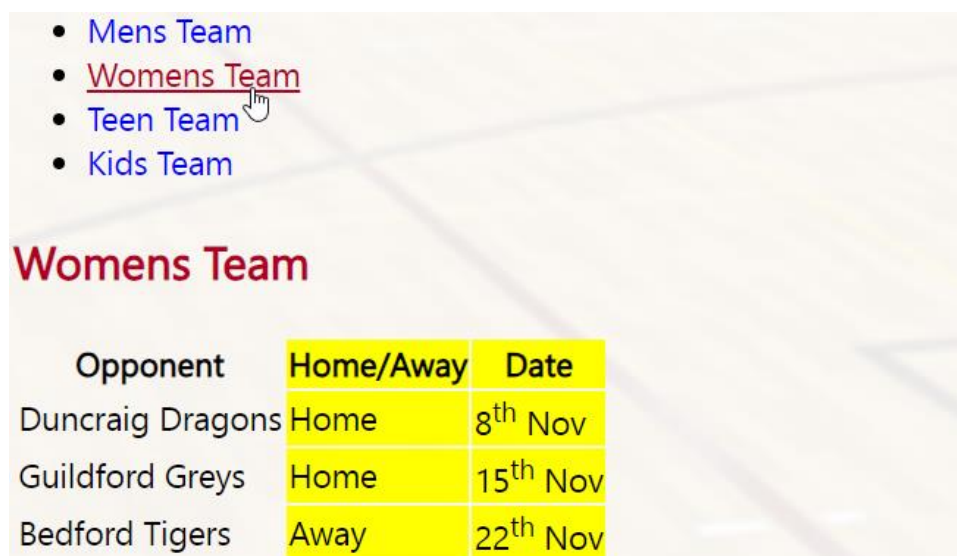 Mens Team
Womens Team
Teen Team
Kids Team
Womens Team
Opponent Home/Away Date
Duncraig Dragons Home 8th Nov
Guildford Greys Home 15th Nov
Bedford Tigers Away 22th Nov